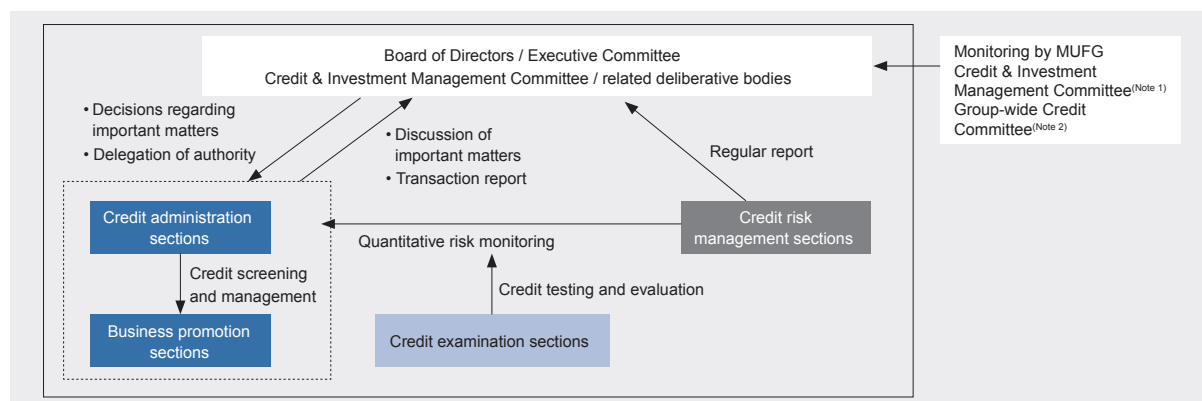 Board of Directors / Executive Committee
Credit & Investment Management Committee / related deliberative bodies
Monitoring by MUFG
Credit & Investment
Management Committee(Note 1)
Group-wide Credit
Committee(Note 2)
• Decisions regarding
important matters
• Delegation of authority
• Discussion of
important matters
• Transaction report
Regular report
Credit administration
sections
Credit risk
management sections
Quantitative risk monitoring
Credit screening
and management
Credit testing and evaluation
Business promotion
sections
Credit examination sections